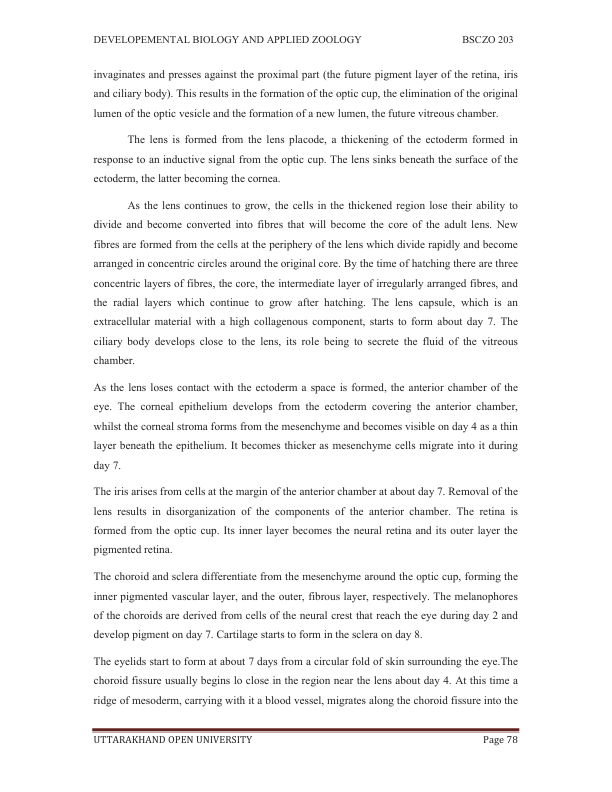 DEVELOPEMENTAL BIOLOGY AND APPLIED ZOOLOGY BSCZO 203
invaginates and presses against the proximal part (the future pigment layer of the retina, iris
and ciliary body). This results in the formation of the optic cup, the elimination of the original
lumen of the optic vesicle and the formation of a new lumen, the future vitreous chamber.
The lens is formed from the lens placode, a thickening of the ectoderm formed in
response to an inductive signal from the optic cup. The lens sinks beneath the surface of the
ectoderm, the latter becoming the cornea.
As the lens continues to grow, the cells in the thickened region lose their ability to
divide and become converted into fibres that will become the core of the adult lens. New
fibres are formed from the cells at the periphery of the lens which divide rapidly and become
arranged in concentric circles around the original core. By the time of hatching there are three
concentric layers of fibres, the core, the intermediate layer of irregularly arranged fibres, and
the radial layers which continue to grow after hatching. The lens capsule, which is an
extracellular material with a high collagenous component, starts to form about day 7. The
ciliary body develops close to the lens, its role being to secrete the fluid of the vitreous
chamber.
As the lens loses contact with the ectoderm a space is formed, the anterior chamber of the
eye. The corneal epithelium develops from the ectoderm covering the anterior chamber,
whilst the corneal stroma forms from the mesenchyme and becomes visible on day 4 as a thin
layer beneath the epithelium. It becomes thicker as mesenchyme cells migrate into it during
day 7.
The iris arises from cells at the margin of the anterior chamber at about day 7. Removal of the
lens results in disorganization of the components of the anterior chamber. The retina is
formed from the optic cup. Its inner layer becomes the neural retina and its outer layer the
pigmented retina.
The choroid and sclera differentiate from the mesenchyme around the optic cup, forming the
inner pigmented vascular layer, and the outer, fibrous layer, respectively. The melanophores
of the choroids are derived from cells of the neural crest that reach the eye during day 2 and
develop pigment on day 7. Cartilage starts to form in the sclera on day 8.
The eyelids start to form at about 7 days from a circular fold of skin surrounding the eye.The
choroid fissure usually begins lo close in the region near the lens about day 4. At this time a
ridge of mesoderm, carrying with it a blood vessel, migrates along the choroid fissure into the
UTTARAKHAND OPEN UNIVERSITY Page 78